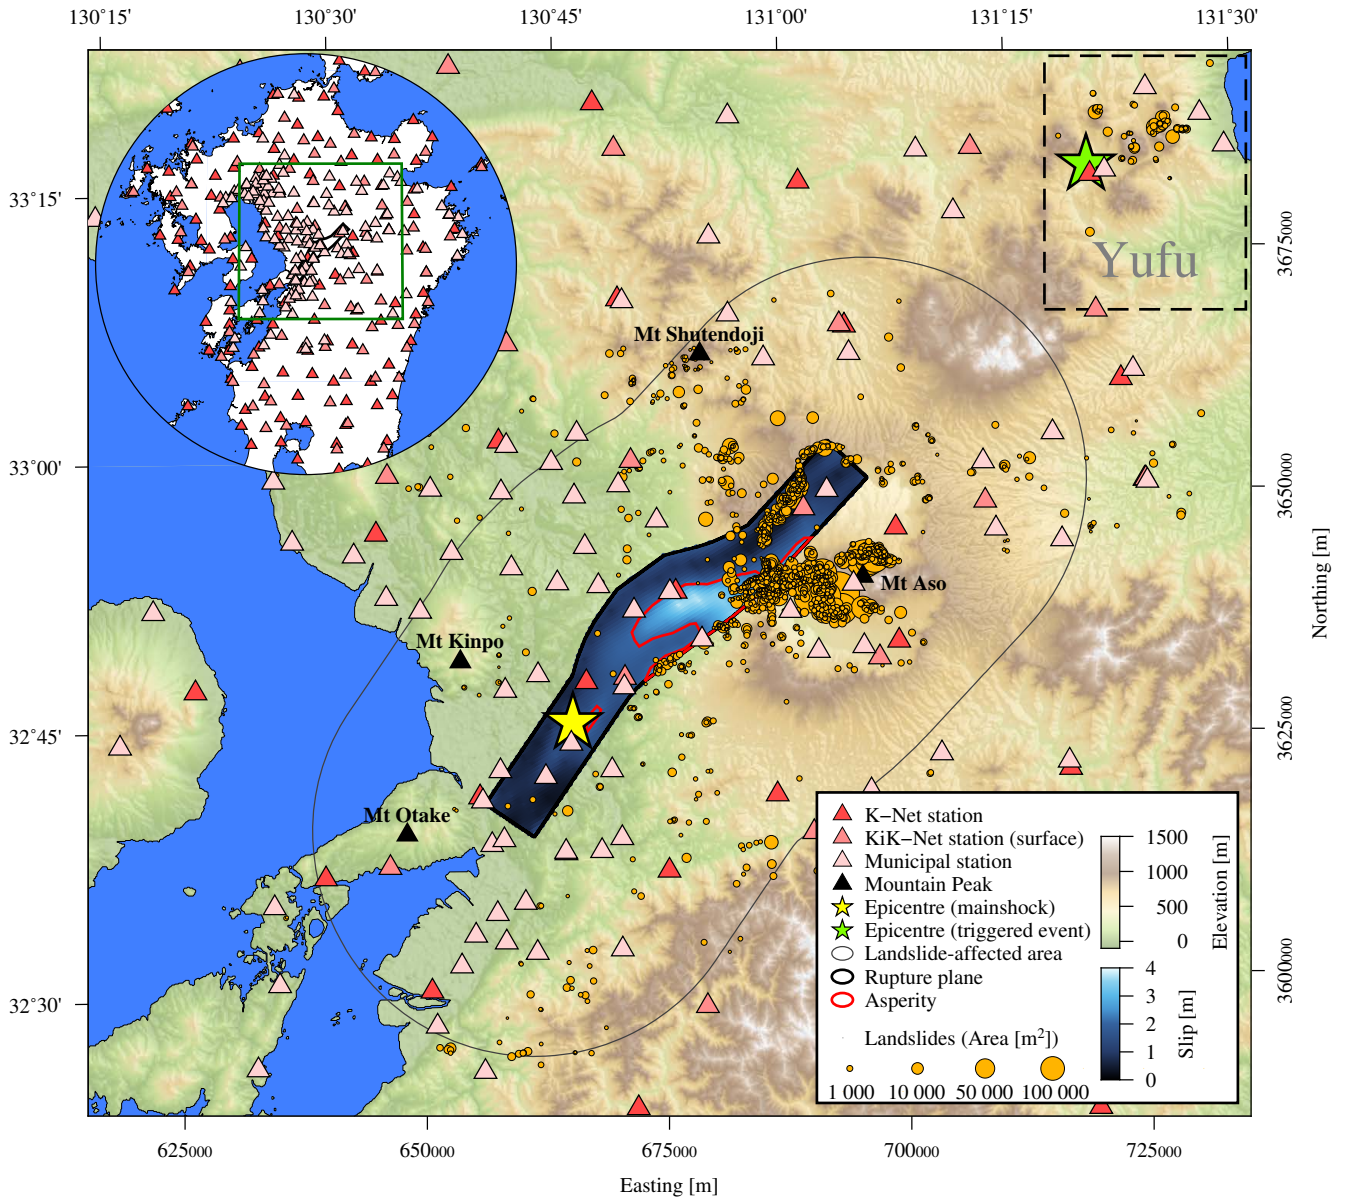 130°15' 130°30' 130°45' 131°00' 131°15' 131°30'
33°15'
33°00'
32°45'
32°30'
3675000
3650000
3625000
3600000
Northing [m]
Yufu
Mt Shutendoji
Mt Aso
Mt Kinpo
Mt Otake
K−Net station
KiK−Net station (surface)
Municipal station
Mountain Peak
Epicentre (mainshock)
Epicentre (triggered event)
Landslide-affected area
Rupture plane
Asperity
Landslides (Area [m²])
1 000 10 000 50 000 100 000
1500
1000
500
0
Elevation [m]
4
3
2
1
0
Slip [m]
625000 650000 675000 700000 725000
Easting [m]